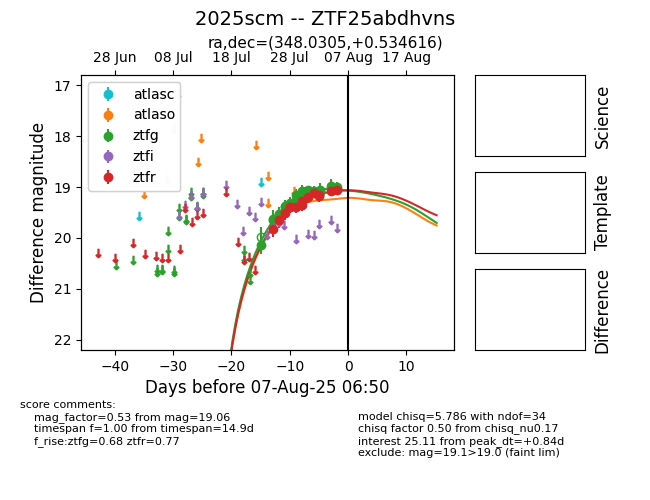 2025scm -- ZTF25abdhvns
ra,dec=(348.0305,+0.534616)
28 Jun 08 Jul 18 Jul 28 Jul 07 Aug 17 Aug
17
18
19
20
21
22
Difference magnitude
atlasc
atlaso
ztfg
ztfi
ztfr
−40 −30 −20 −10 0 10
Days before 07-Aug-25 06:50
Science
Template
Difference
score comments:
mag_factor=0.53 from mag=19.06
timespan f=1.00 from timespan=14.9d
f_rise:ztfg=0.68 ztfr=0.77
model chisq=5.786 with ndof=34
chisq factor 0.50 from chisq_nu0.17
interest 25.11 from peak_dt=+0.84d
exclude: mag=19.1>19.0 (faint lim)